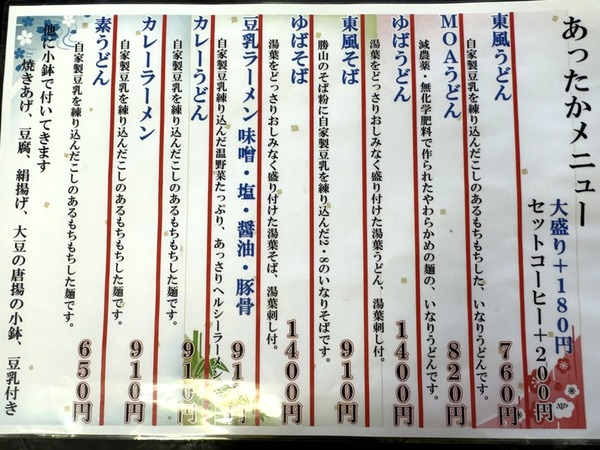 あったかメニュー
大盛り+180円
セットコーヒー+200円
東風うどん
自家製豆乳を練り込んだこしのあるもちもちした、いなりうどんです。
760円
MOAうどん
減農薬・無化学肥料で作られたやわらかめの麺の、いなりうどんです。
820円
ゆばうどん
湯葉をどっさりおしみなく盛り付けた湯葉うどん、湯葉刺し付。
1400円
東風そば
勝山のそば粉に自家製豆乳を練り込んだ2・8のいなりそばです。
910円
ゆばそば
湯葉をどっさりおしみなく盛り付けた湯葉そば、湯葉刺し付。
1400円
豆乳ラーメン 味噌・塩・醤油・豚骨
自家製豆乳練り込んだ温野菜たっぷり、あっさりヘルシーラーメン
910円
カレーうどん
自家製豆乳を練り込んだこしのあるもちもちした麺です。
910円
カレーラーメン
自家製豆乳を練り込んだこしのあるもちもちした麺です。
910円
素うどん
自家製豆乳を練り込んだこしのあるもちもちした麺です。
650円
他に小鉢で付いてきます
焼きあげ、豆腐、絹揚げ、大豆の唐揚の小鉢、豆乳付き